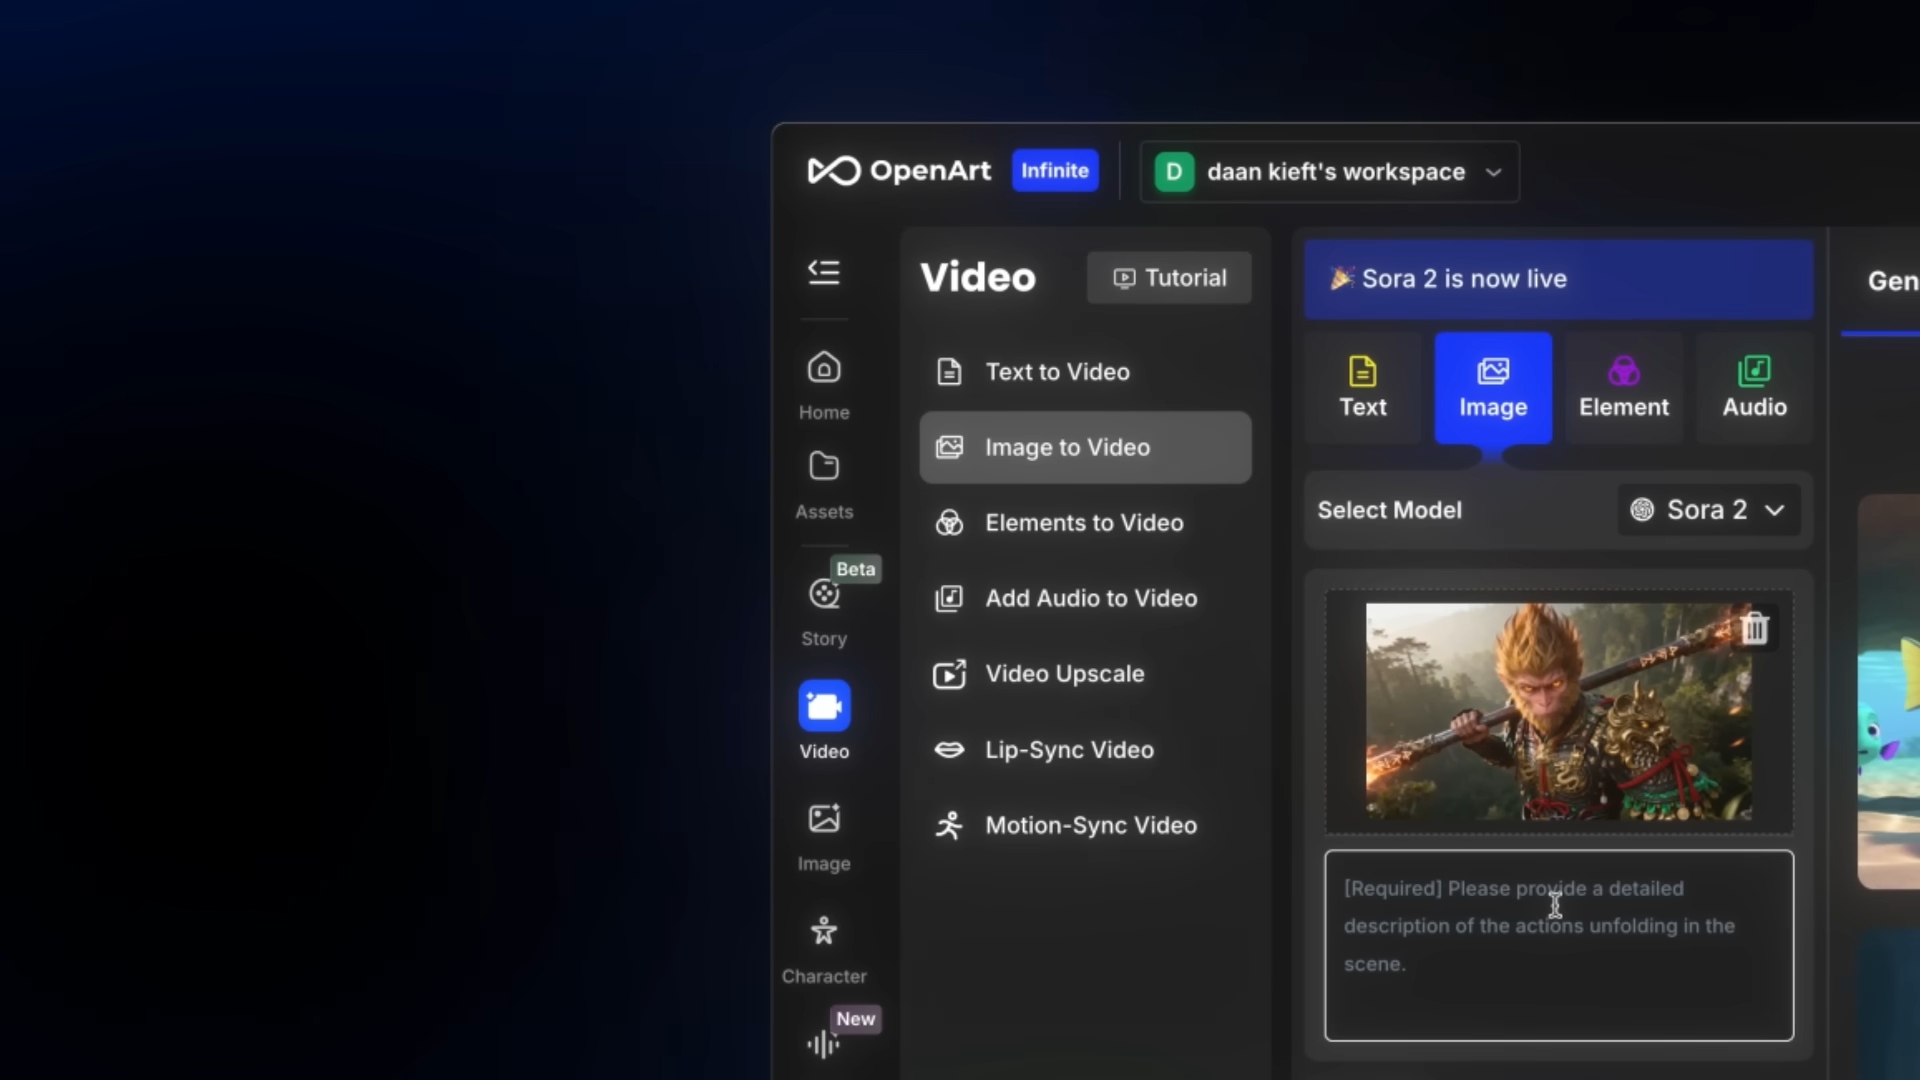 OpenArt
Infinite
D
daan kieft's workspace
Home
Assets
Beta
Story
Video
Image
Character
New
Video
Tutorial
Text to Video
Image to Video
Elements to Video
Add Audio to Video
Video Upscale
Lip-Sync Video
Motion-Sync Video
🎉 Sora 2 is now live
Text
Image
Element
Audio
Select Model
Sora 2
[Required] Please provide a detailed
description of the actions unfolding in the
scene.
Gen